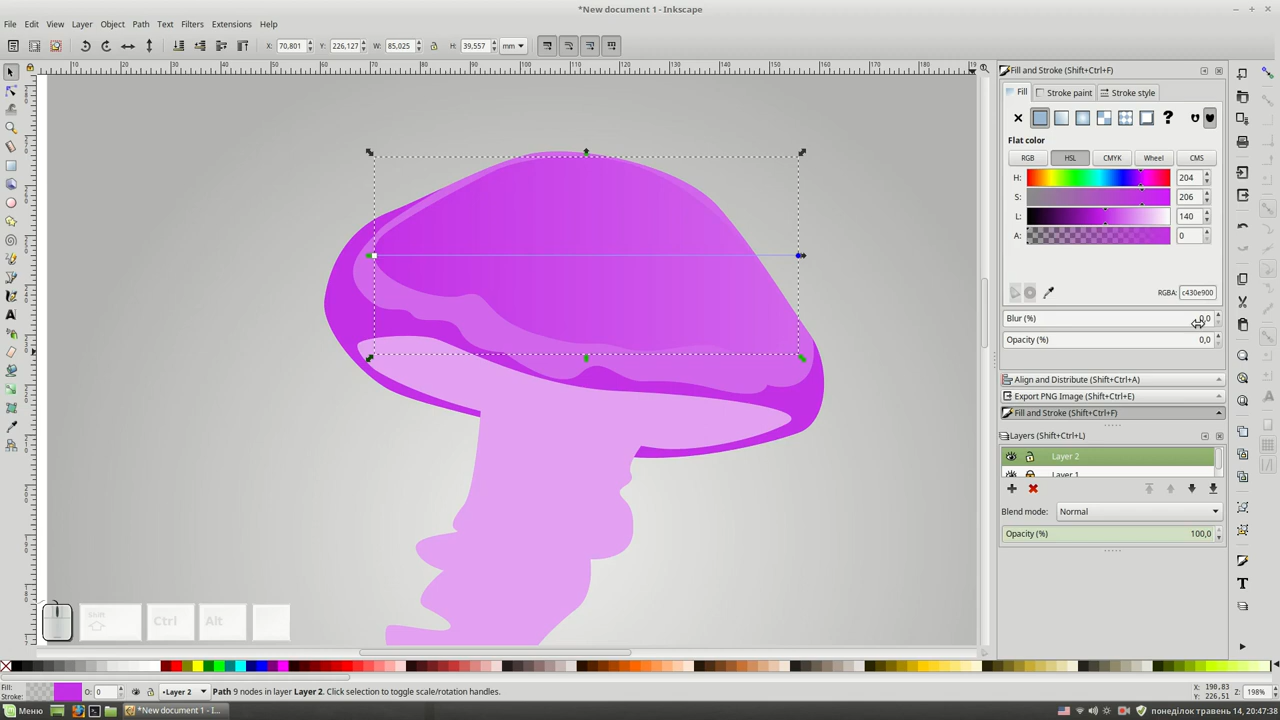 *New document 1 - Inkscape
File Edit View Layer Object Path Text Filters Extensions Help
X: 70,801 Y: 226,127 W: 85,025 H: 39,557 mm
Fill and Stroke (Shift+Ctrl+F)
Fill Stroke paint Stroke style
?
Flat color
RGB HSL CMYK Wheel CMS
H: 204
S: 206
L: 140
A: 0
RGBA: c430e900
Blur (%) 0,0
Opacity (%) 0,0
Align and Distribute (Shift+Ctrl+A)
Export PNG Image (Shift+Ctrl+E)
Fill and Stroke (Shift+Ctrl+F)
Layers (Shift+Ctrl+L)
Layer 2
Layer 1
Blend mode: Normal
Opacity (%) 100,0
Shift Ctrl Alt
Fill:
Stroke:
O: 0
Layer 2
Path 9 nodes in layer Layer 2. Click selection to toggle scale/rotation handles.
X: 190,83
Y: 226,51
Z: 198%
Меню
*New document 1 - I...
понеділок травень 14, 20:47:38